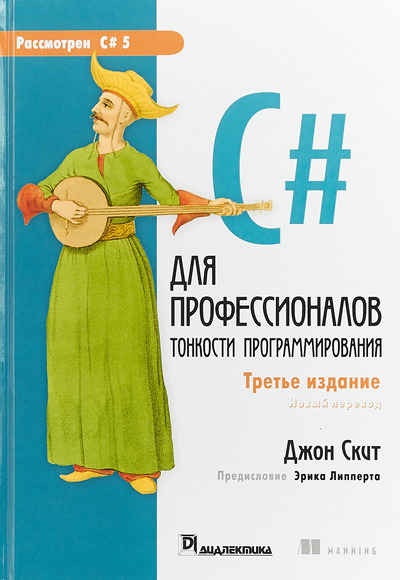 Рассмотрен C# 5
C#
ДЛЯ
ПРОФЕССИОНАЛОВ
ТОНКОСТИ ПРОГРАММИРОВАНИЯ
Третье издание
Новый перевод
Джон Скит
Предисловие Эрика Липперта
ДИАЛЕКТИКА
MANNING